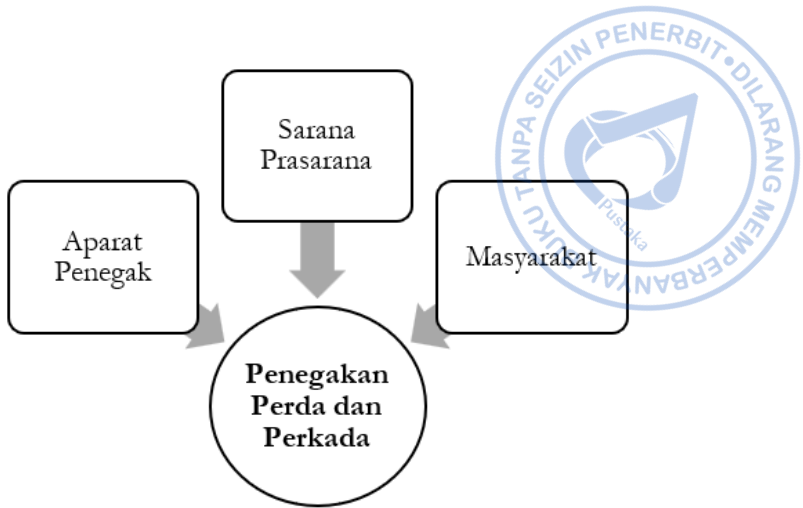 Sarana
Prasarana
Aparat
Penegak
Masyarakat
Penegakan
Perda dan
Perkada
DILARANG MEMPERBANYAK BUKU TANPA SEIZIN PENERBIT
Pustaka